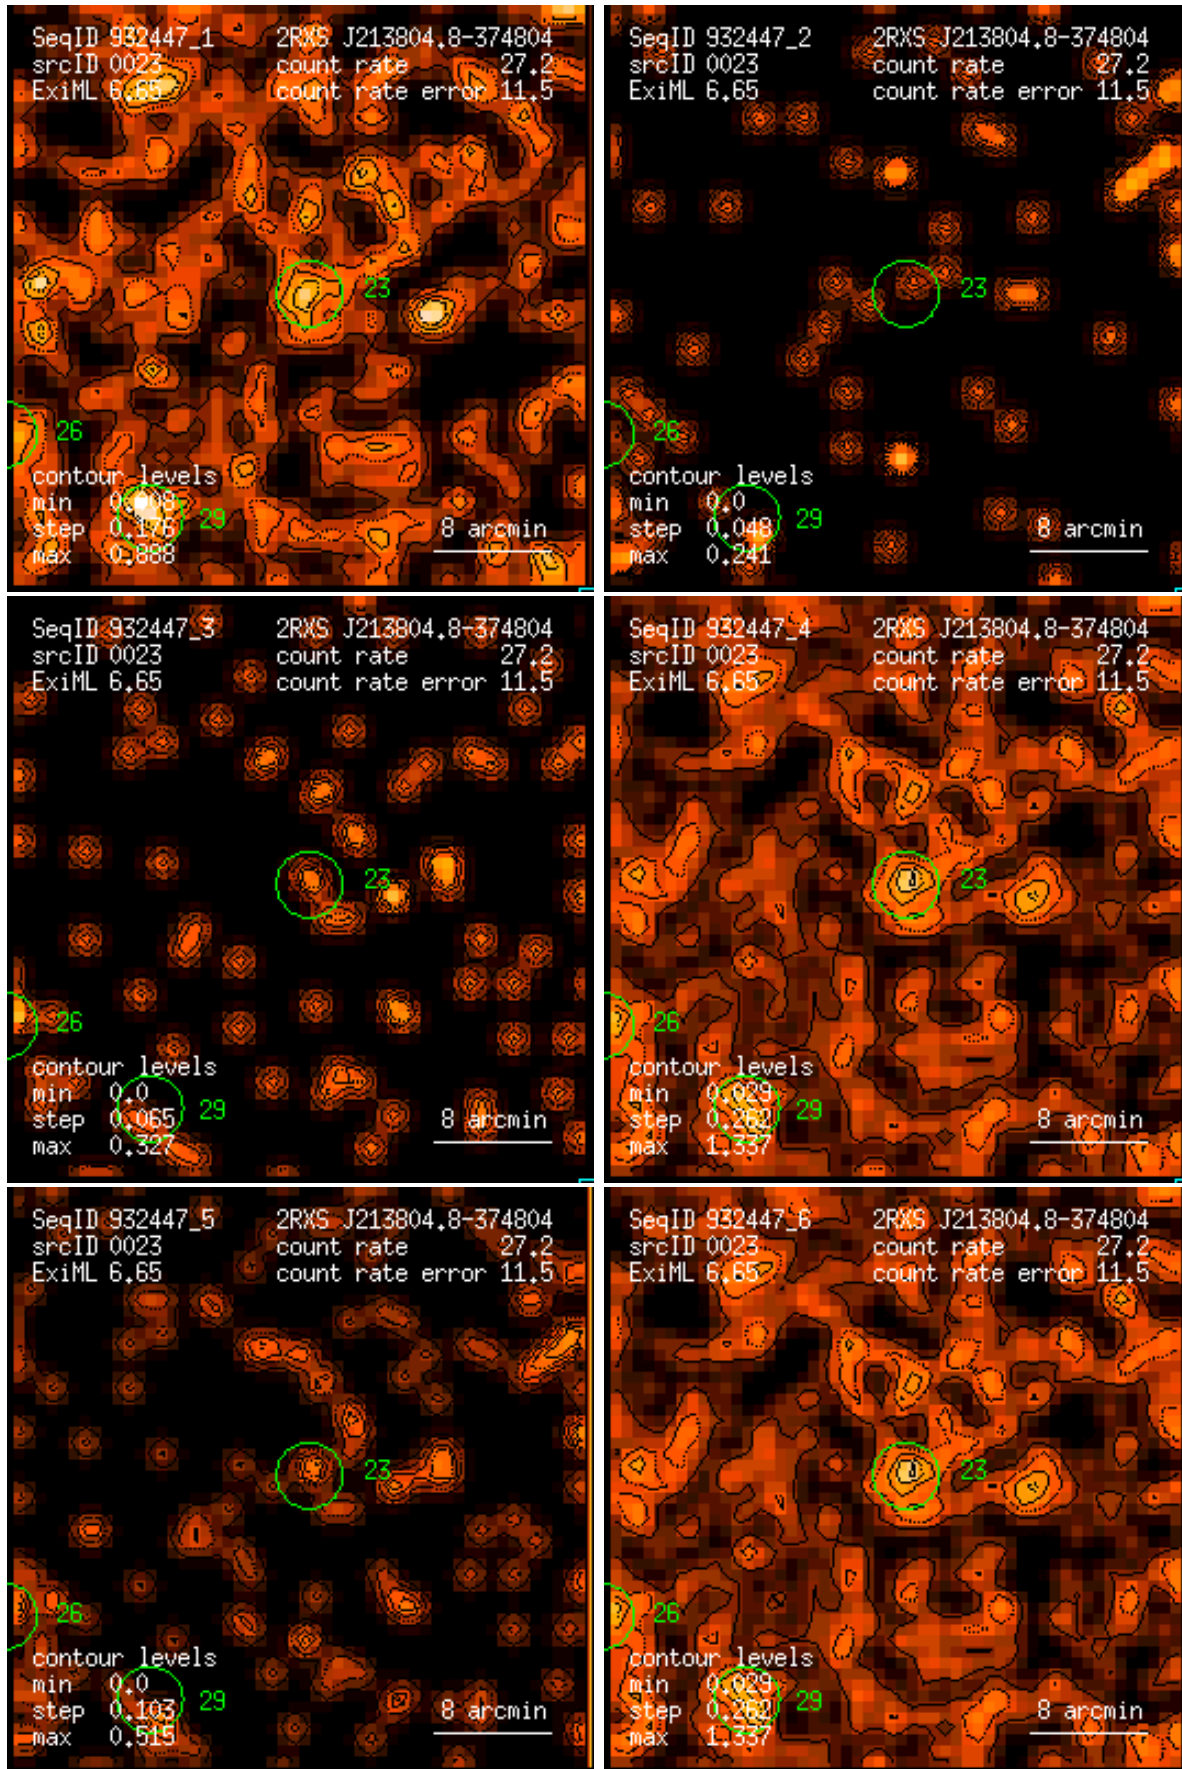 SeqID 932447_1 2RXS J213804.8-374804
srcID 0023 count rate 27.2
ExiML 6.65 count rate error 11.5
23
26
contour levels
min 0.008
29
step 0.176 8 arcmin
max 0.888
SeqID 932447_2 2RXS J213804.8-374804
srcID 0023 count rate 27.2
ExiML 6.65 count rate error 11.5
23
26
contour levels
min 0.0
29
step 0.048 8 arcmin
max 0.241
SeqID 932447_3 2RXS J213804.8-374804
srcID 0023 count rate 27.2
ExiML 6.65 count rate error 11.5
23
26
contour levels
min 0.0
29
step 0.065 8 arcmin
max 0.327
SeqID 932447_4 2RXS J213804.8-374804
srcID 0023 count rate 27.2
ExiML 6.65 count rate error 11.5
23
26
contour levels
min 0.029
29
step 0.262 8 arcmin
max 1.337
SeqID 932447_5 2RXS J213804.8-374804
srcID 0023 count rate 27.2
ExiML 6.65 count rate error 11.5
23
26
contour levels
min 0.0
29
step 0.103 8 arcmin
max 0.515
SeqID 932447_6 2RXS J213804.8-374804
srcID 0023 count rate 27.2
ExiML 6.65 count rate error 11.5
23
26
contour levels
min 0.029
29
step 0.262 8 arcmin
max 1.337